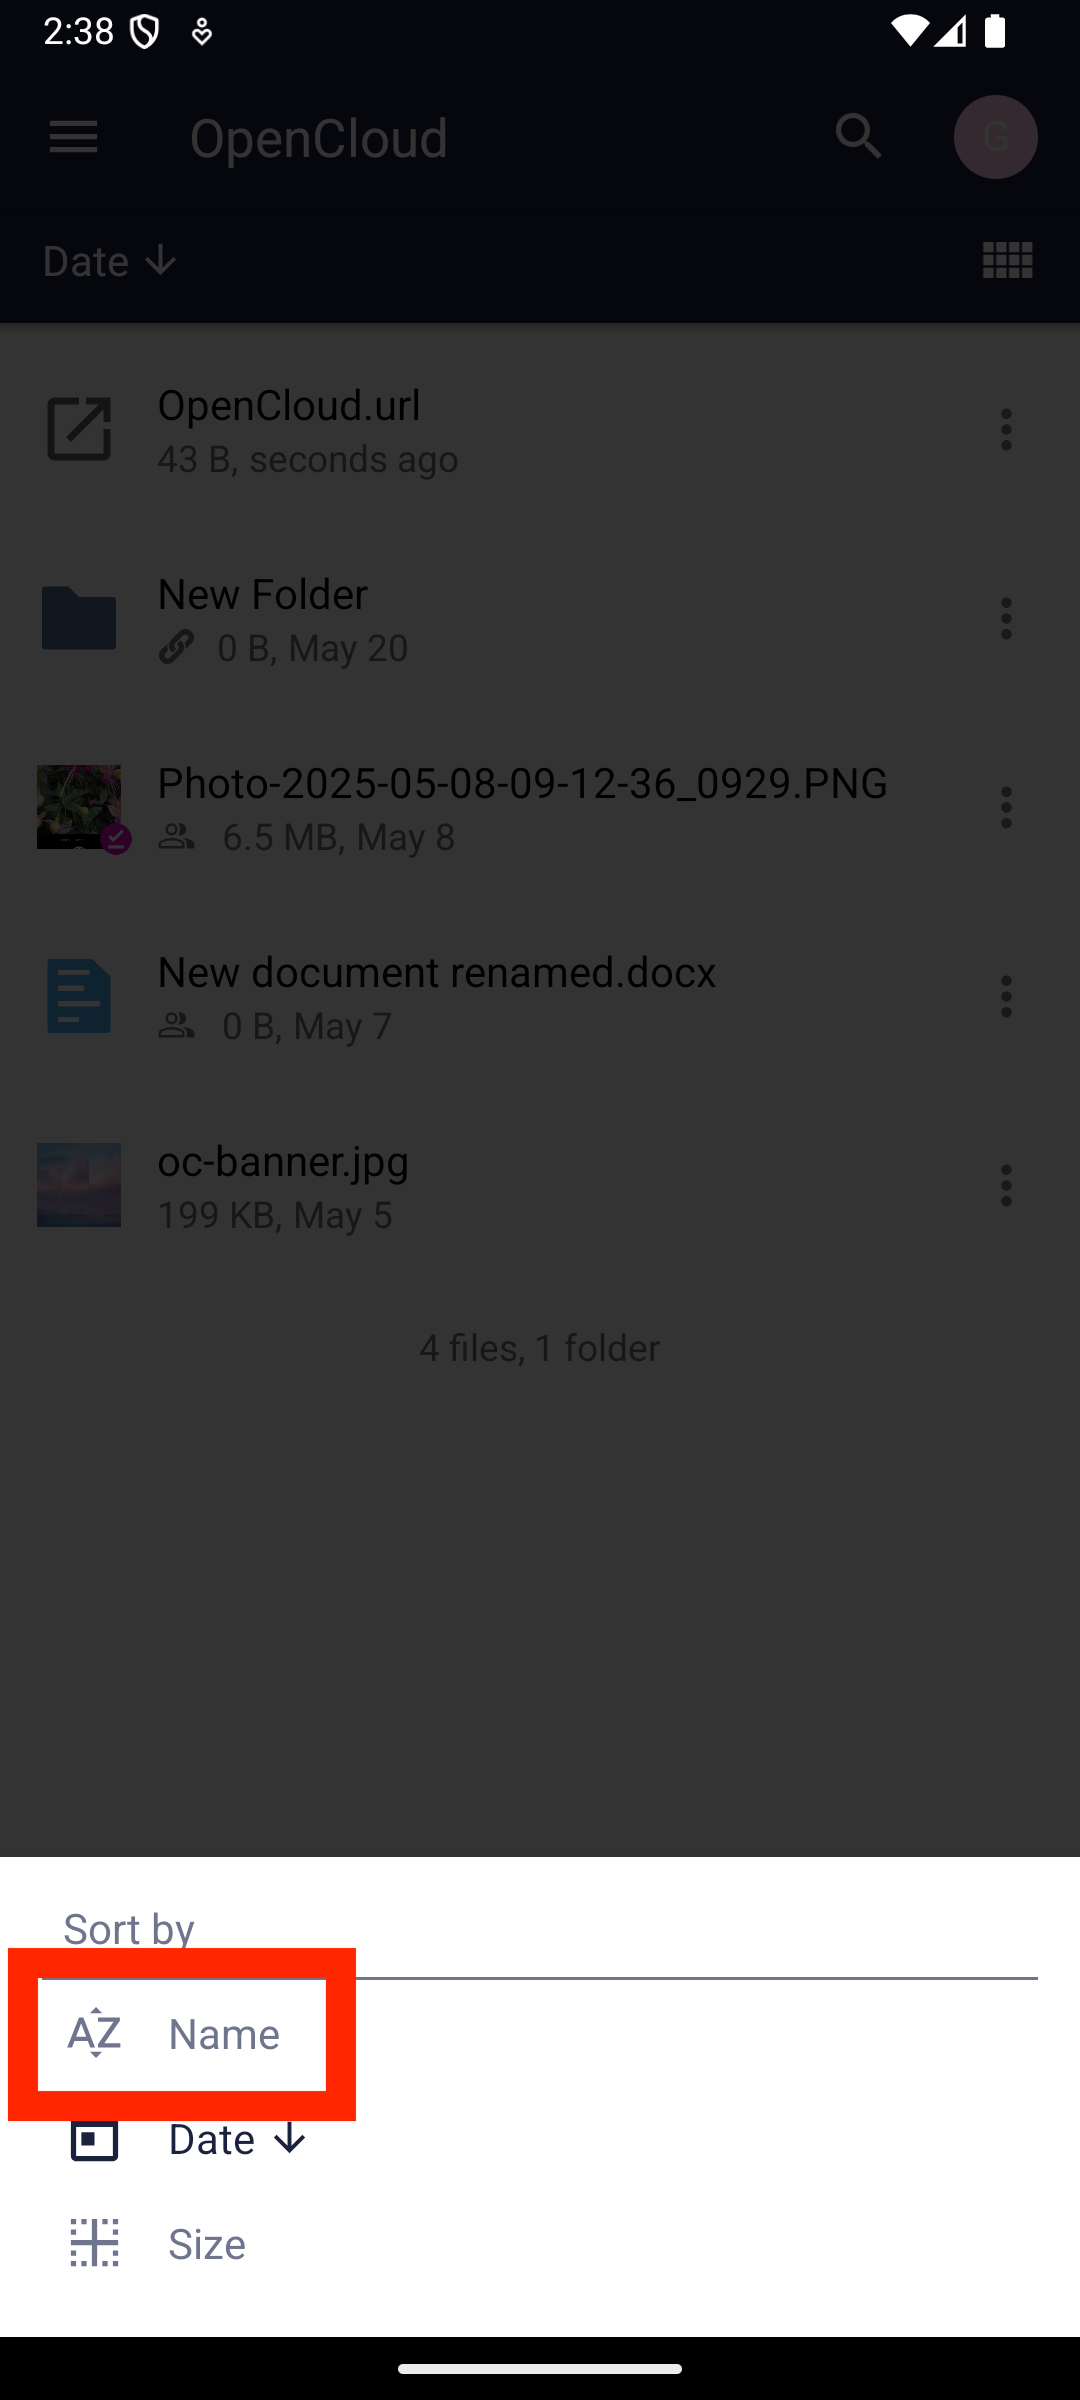 2:38
OpenCloud
G
Date
OpenCloud.url
43 B, seconds ago
New Folder
0 B, May 20
Photo-2025-05-08-09-12-36_0929.PNG
6.5 MB, May 8
New document renamed.docx
0 B, May 7
oc-banner.jpg
199 KB, May 5
4 files, 1 folder
Sort by
AZ Name
Date
Size